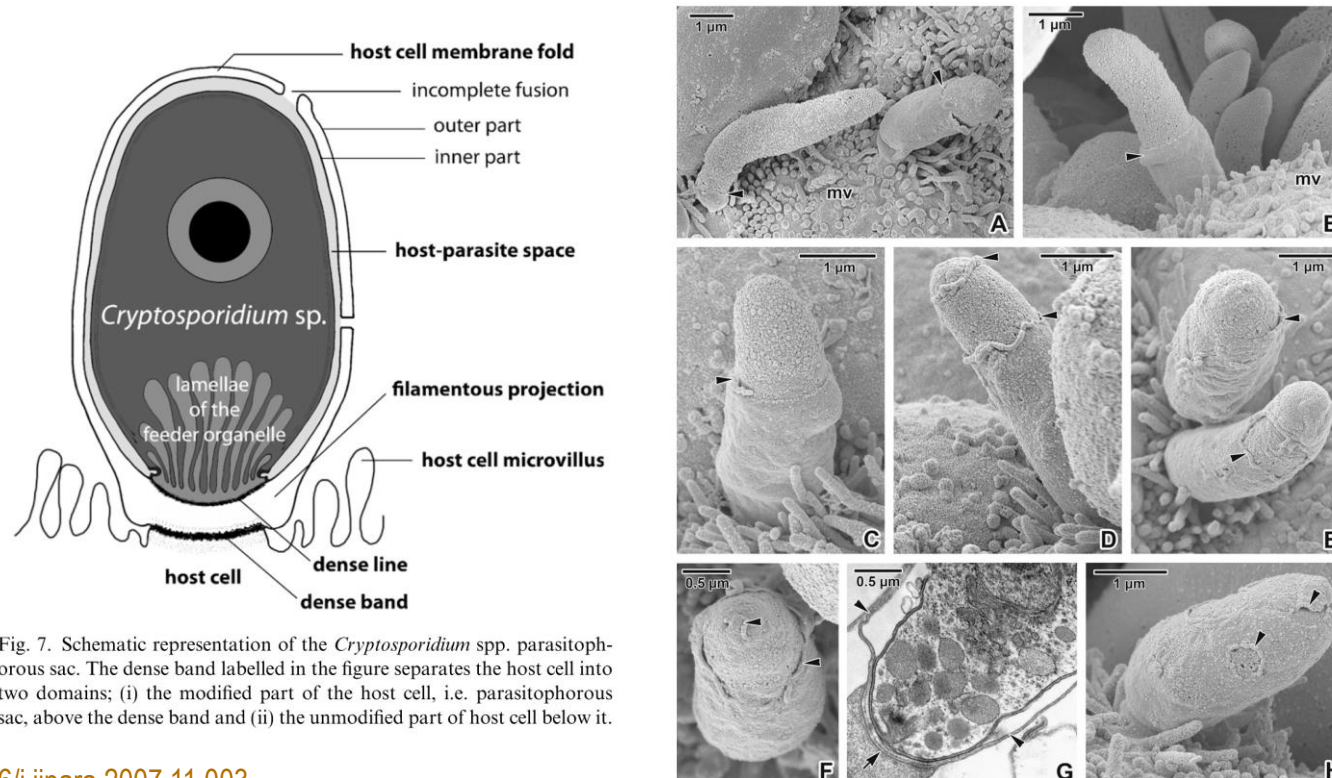 host cell membrane fold
incomplete fusion
outer part
inner part
host-parasite space
Cryptosporidium sp.
lamellae
of the
feeder organelle
filamentous projection
host cell microvillus
dense line
host cell
dense band
Fig. 7. Schematic representation of the Cryptosporidium spp. parasitoph-
orous sac. The dense band labelled in the figure separates the host cell into
two domains; (i) the modified part of the host cell, i.e. parasitophorous
sac, above the dense band and (ii) the unmodified part of host cell below it.
1 µm
mv
A
1 µm
mv
1 µm
C
1 µm
D
1 µm
0.5 µm
F
0.5 µm
G
1 µm
H